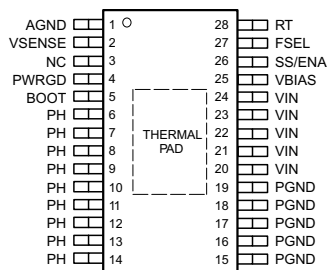 AGND 1 28 RT
VSENSE 2 27 FSEL
NC 3 26 SS/ENA
PWRGD 4 25 VBIAS
BOOT 5 24 VIN
PH 6 23 VIN
PH 7 THERMAL 22 VIN
PH 8 PAD 21 VIN
PH 9 20 VIN
PH 10 19 PGND
PH 11 18 PGND
PH 12 17 PGND
PH 13 16 PGND
PH 14 15 PGND